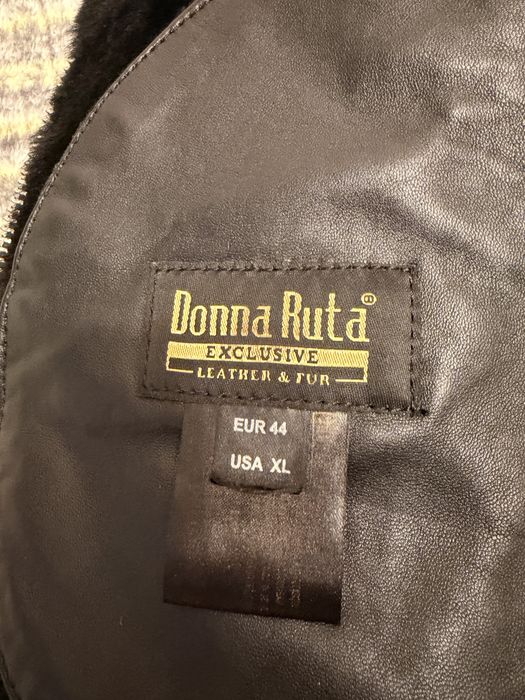 Donna Ruta®
EXCLUSIVE
LEATHER & FUR
EUR 44
USA XL